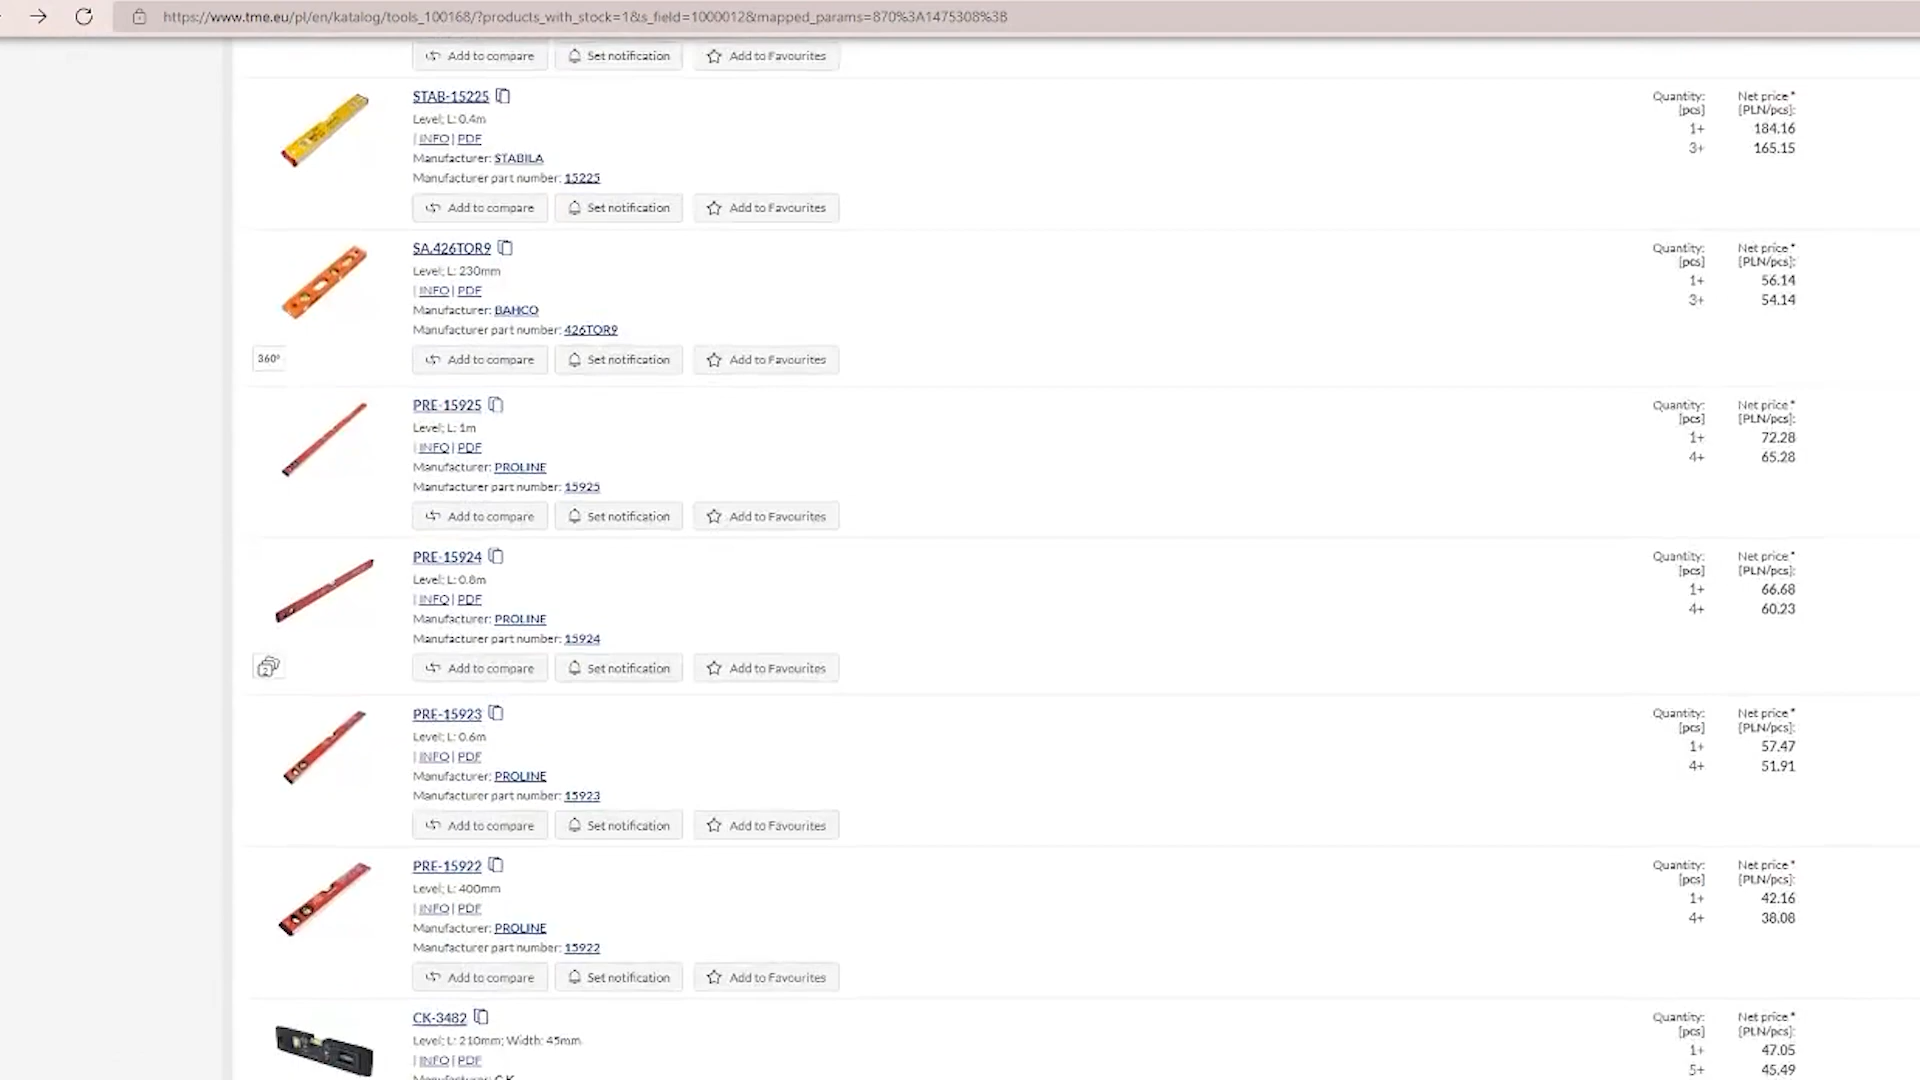 https://www.tme.eu/pl/en/katalog/tools_100168/?products_with_stock=1&s_field=1000012&mapped_params=870%3A1475308%3B
Add to compare Set notification Add to Favourites
STAB-15225
Level; L: 0.4m
| INFO | PDF
Manufacturer: STABILA
Manufacturer part number: 15225
Add to compare Set notification Add to Favourites
Quantity: Net price*
[pcs] [PLN/pcs]:
1+ 184.16
3+ 165.15
SA.426TOR9
Level; L: 230mm
| INFO | PDF
Manufacturer: BAHCO
Manufacturer part number: 426TOR9
360°
Add to compare Set notification Add to Favourites
Quantity: Net price*
[pcs] [PLN/pcs]:
1+ 56.14
3+ 54.14
PRE-15925
Level; L: 1m
| INFO | PDF
Manufacturer: PROLINE
Manufacturer part number: 15925
Add to compare Set notification Add to Favourites
Quantity: Net price*
[pcs] [PLN/pcs]:
1+ 72.28
4+ 65.28
PRE-15924
Level; L: 0.8m
| INFO | PDF
Manufacturer: PROLINE
Manufacturer part number: 15924
2
Add to compare Set notification Add to Favourites
Quantity: Net price*
[pcs] [PLN/pcs]:
1+ 66.68
4+ 60.23
PRE-15923
Level; L: 0.6m
| INFO | PDF
Manufacturer: PROLINE
Manufacturer part number: 15923
Add to compare Set notification Add to Favourites
Quantity: Net price*
[pcs] [PLN/pcs]:
1+ 57.47
4+ 51.91
PRE-15922
Level; L: 400mm
| INFO | PDF
Manufacturer: PROLINE
Manufacturer part number: 15922
Add to compare Set notification Add to Favourites
Quantity: Net price*
[pcs] [PLN/pcs]:
1+ 42.16
4+ 38.08
CK-3482
Level; L: 210mm; Width: 45mm
| INFO | PDF
Manufacturer: C.K
Quantity: Net price*
[pcs] [PLN/pcs]:
1+ 47.05
5+ 45.49